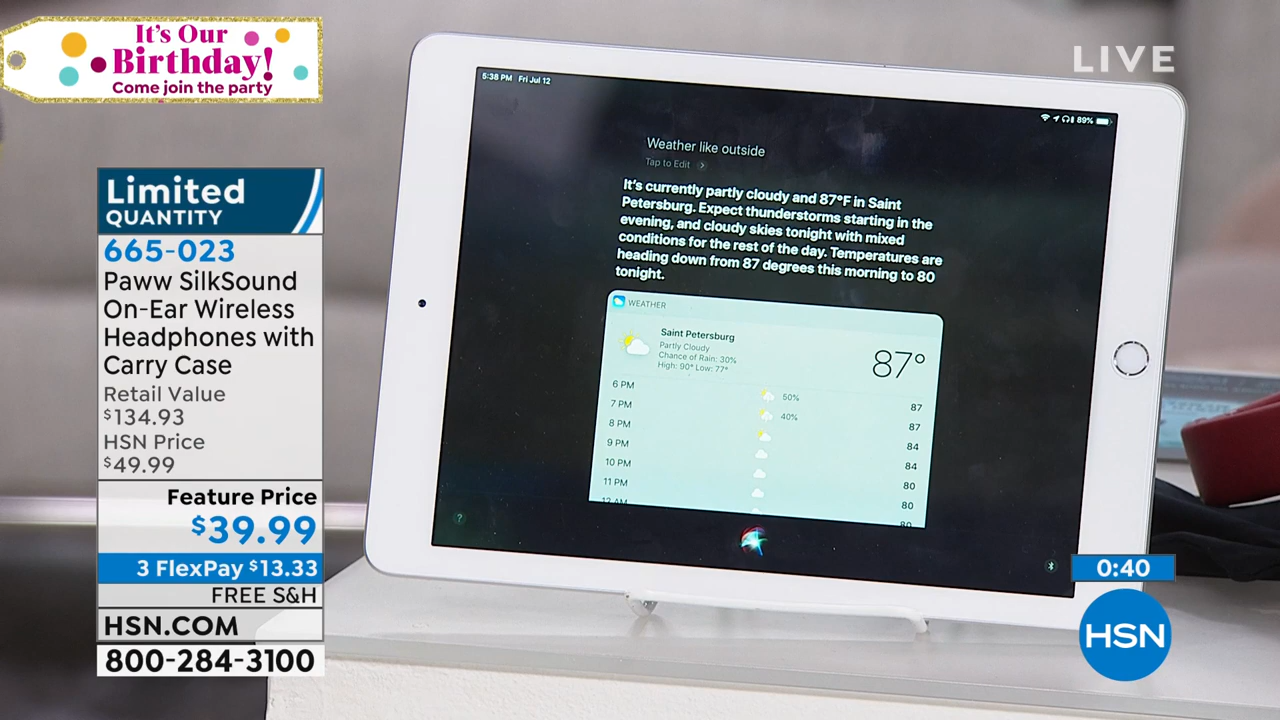 It's Our
Birthday!
Come join the party
LIVE
Limited
QUANTITY
665-023
Paww SilkSound
On-Ear Wireless
Headphones with
Carry Case
Retail Value
$134.93
HSN Price
$49.99
Feature Price
$39.99
3 FlexPay $13.33
FREE S&H
HSN.COM
800-284-3100
5:38 PM Fri Jul 12
89%
Weather like outside
Tap to Edit >
It's currently partly cloudy and 87°F in Saint
Petersburg. Expect thunderstorms starting in the
evening, and cloudy skies tonight with mixed
conditions for the rest of the day. Temperatures are
heading down from 87 degrees this morning to 80
tonight.
WEATHER
Saint Petersburg
Partly Cloudy
Chance of Rain: 30%
High: 90° Low: 77°
87°
6 PM 50% 87
7 PM 40% 87
8 PM 84
9 PM 84
10 PM 80
11 PM 80
12 AM 80
?
0:40
HSN